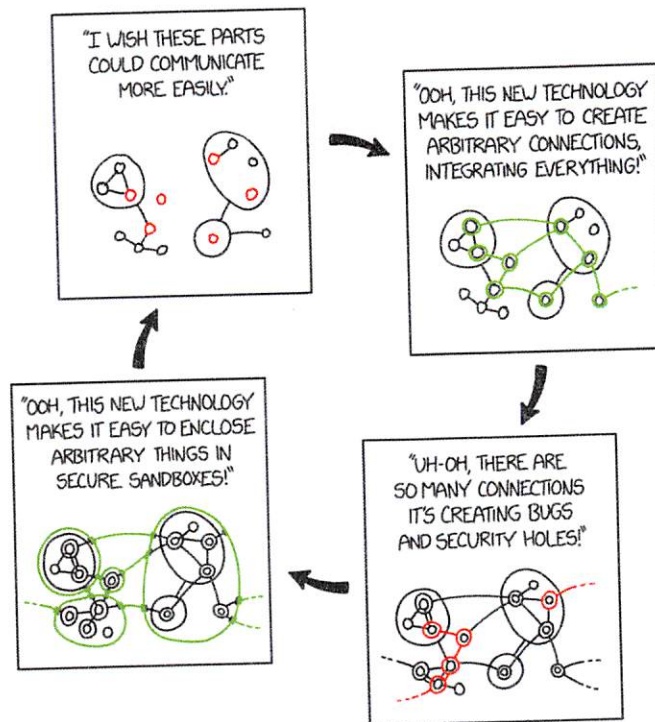 "I WISH THESE PARTS
COULD COMMUNICATE
MORE EASILY."
"OOH, THIS NEW TECHNOLOGY
MAKES IT EASY TO CREATE
ARBITRARY CONNECTIONS,
INTEGRATING EVERYTHING!"
"UH-OH, THERE ARE
SO MANY CONNECTIONS
IT'S CREATING BUGS
AND SECURITY HOLES!"
"OOH, THIS NEW TECHNOLOGY
MAKES IT EASY TO ENCLOSE
ARBITRARY THINGS IN
SECURE SANDBOXES!"